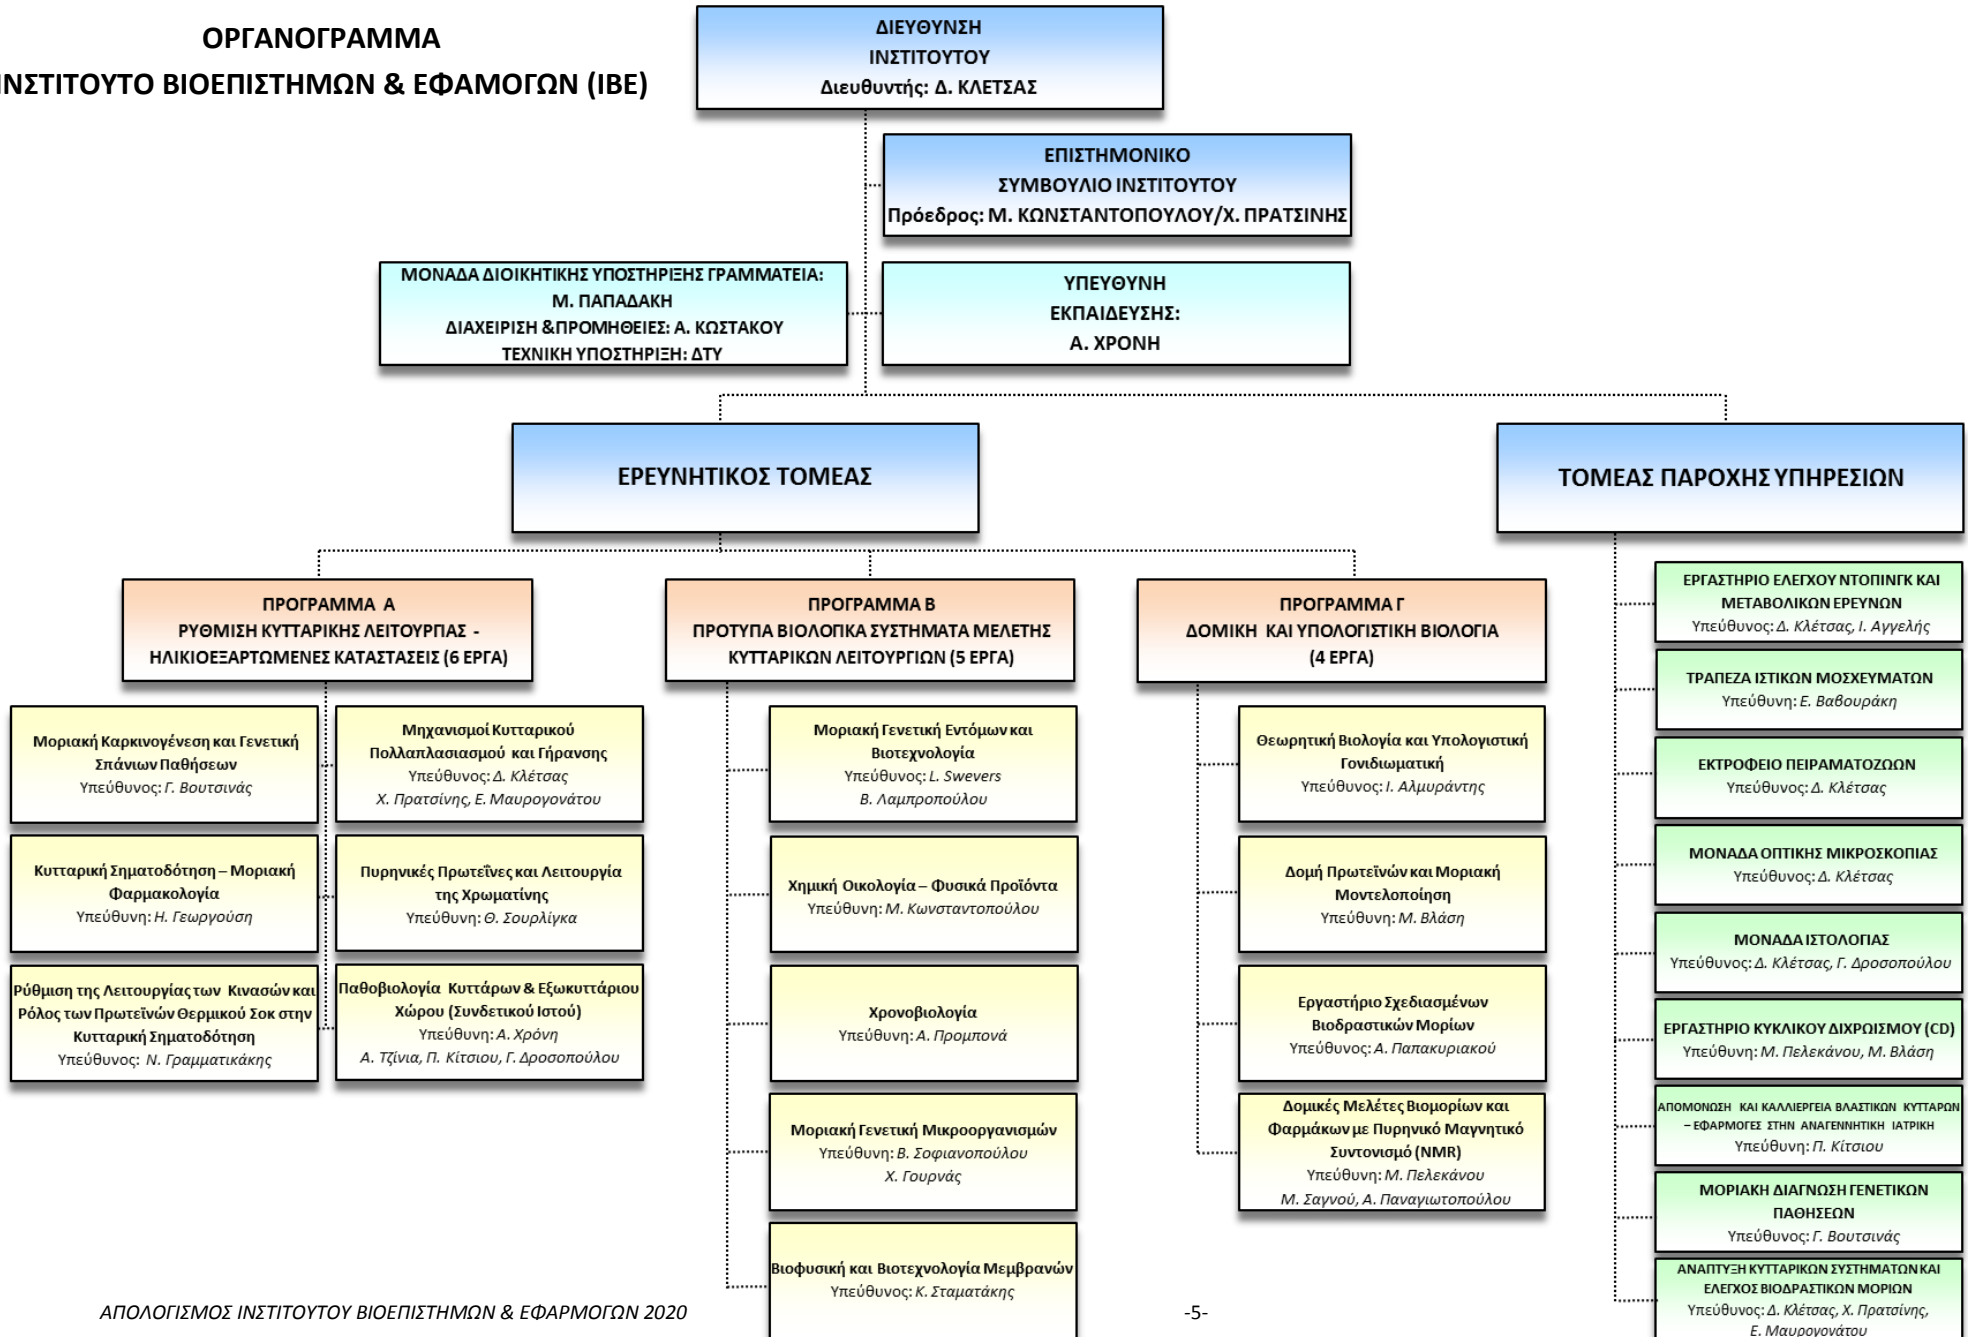 ΟΡΓΑΝΟΓΡΑΜΜΑ
ΙΝΣΤΙΤΟΥΤΟ ΒΙΟΕΠΙΣΤΗΜΩΝ & ΕΦΑΜΟΓΩΝ (ΙΒΕ)
ΔΙΕΥΘΥΝΣΗ
ΙΝΣΤΙΤΟΥΤΟΥ
Διευθυντής: Δ. ΚΛΕΤΣΑΣ
ΕΠΙΣΤΗΜΟΝΙΚΟ
ΣΥΜΒΟΥΛΙΟ ΙΝΣΤΙΤΟΥΤΟΥ
Πρόεδρος: Μ. ΚΩΝΣΤΑΝΤΟΠΟΥΛΟΥ/Χ. ΠΡΑΤΣΙΝΗΣ
ΜΟΝΑΔΑ ΔΙΟΙΚΗΤΙΚΗΣ ΥΠΟΣΤΗΡΙΞΗΣ ΓΡΑΜΜΑΤΕΙΑ:
Μ. ΠΑΠΑΔΑΚΗ
ΔΙΑΧΕΙΡΙΣΗ &ΠΡΟΜΗΘΕΙΕΣ: Α. ΚΩΣΤΑΚΟΥ
ΤΕΧΝΙΚΗ ΥΠΟΣΤΗΡΙΞΗ: ΔΤΥ
ΥΠΕΥΘΥΝΗ
ΕΚΠΑΙΔΕΥΣΗΣ:
Α. ΧΡΟΝΗ
ΕΡΕΥΝΗΤΙΚΟΣ ΤΟΜΕΑΣ
ΤΟΜΕΑΣ ΠΑΡΟΧΗΣ ΥΠΗΡΕΣΙΩΝ
ΠΡΟΓΡΑΜΜΑ Α
ΡΥΘΜΙΣΗ ΚΥΤΤΑΡΙΚΗΣ ΛΕΙΤΟΥΡΓΙΑΣ -
ΗΛΙΚΙΟΕΞΑΡΤΩΜΕΝΕΣ ΚΑΤΑΣΤΑΣΕΙΣ (6 ΕΡΓΑ)
ΠΡΟΓΡΑΜΜΑ Β
ΠΡΟΤΥΠΑ ΒΙΟΛΟΓΙΚΑ ΣΥΣΤΗΜΑΤΑ ΜΕΛΕΤΗΣ
ΚΥΤΤΑΡΙΚΩΝ ΛΕΙΤΟΥΡΓΙΩΝ (5 ΕΡΓΑ)
ΠΡΟΓΡΑΜΜΑ Γ
ΔΟΜΙΚΗ ΚΑΙ ΥΠΟΛΟΓΙΣΤΙΚΗ ΒΙΟΛΟΓΙΑ
(4 ΕΡΓΑ)
Μοριακή Καρκινογένεση και Γενετική
Σπάνιων Παθήσεων
Υπεύθυνος: Γ. Βουτσινάς
Μηχανισμοί Κυτταρικού
Πολλαπλασιασμού και Γήρανσης
Υπεύθυνος: Δ. Κλέτσας
Χ. Πρατσίνης, Ε. Μαυρογονάτου
Κυτταρική Σηματοδότηση – Μοριακή
Φαρμακολογία
Υπεύθυνη: Η. Γεωργούση
Πυρηνικές Πρωτεΐνες και Λειτουργία
της Χρωματίνης
Υπεύθυνη: Θ. Σουρλίγκα
Ρύθμιση της Λειτουργίας των Κινασών και
Ρόλος των Πρωτεϊνών Θερμικού Σοκ στην
Κυτταρική Σηματοδότηση
Υπεύθυνος: Ν. Γραμματικάκης
Παθοβιολογία Κυττάρων & Εξωκυττάριου
Χώρου (Συνδετικού Ιστού)
Υπεύθυνη: Α. Χρόνη
Α. Τζίνια, Π. Κίτσιου, Γ. Δροσοπούλου
Μοριακή Γενετική Εντόμων και
Βιοτεχνολογία
Υπεύθυνος: L. Swevers
Β. Λαμπροπούλου
Χημική Οικολογία – Φυσικά Προϊόντα
Υπεύθυνη: Μ. Κωνσταντοπούλου
Χρονοβιολογία
Υπεύθυνη: Α. Προμπονά
Μοριακή Γενετική Μικροοργανισμών
Υπεύθυνη: Β. Σοφιανοπούλου
Χ. Γουρνάς
Βιοφυσική και Βιοτεχνολογία Μεμβρανών
Υπεύθυνος: Κ. Σταματάκης
Θεωρητική Βιολογία και Υπολογιστική
Γονιδιωματική
Υπεύθυνος: Ι. Αλμυράντης
Δομή Πρωτεϊνών και Μοριακή
Μοντελοποίηση
Υπεύθυνη: Μ. Βλάση
Εργαστήριο Σχεδιασμένων
Βιοδραστικών Μορίων
Υπεύθυνος: Α. Παπακυριακού
Δομικές Μελέτες Βιομορίων και
Φαρμάκων με Πυρηνικό Μαγνητικό
Συντονισμό (NMR)
Υπεύθυνη: Μ. Πελεκάνου
Μ. Σαγνού, Α. Παναγιωτοπούλου
ΕΡΓΑΣΤΗΡΙΟ ΕΛΕΓΧΟΥ ΝΤΟΠΙΝΓΚ ΚΑΙ
ΜΕΤΑΒΟΛΙΚΩΝ ΕΡΕΥΝΩΝ
Υπεύθυνος: Δ. Κλέτσας, Ι. Αγγελής
ΤΡΑΠΕΖΑ ΙΣΤΙΚΩΝ ΜΟΣΧΕΥΜΑΤΩΝ
Υπεύθυνη: Ε. Βαβουράκη
ΕΚΤΡΟΦΕΙΟ ΠΕΙΡΑΜΑΤΟΖΩΩΝ
Υπεύθυνος: Δ. Κλέτσας
ΜΟΝΑΔΑ ΟΠΤΙΚΗΣ ΜΙΚΡΟΣΚΟΠΙΑΣ
Υπεύθυνος: Δ. Κλέτσας
ΜΟΝΑΔΑ ΙΣΤΟΛΟΓΙΑΣ
Υπεύθυνος: Δ. Κλέτσας, Γ. Δροσοπούλου
ΕΡΓΑΣΤΗΡΙΟ ΚΥΚΛΙΚΟΥ ΔΙΧΡΩΙΣΜΟΥ (CD)
Υπεύθυνη: Μ. Πελεκάνου, Μ. Βλάση
ΑΠΟΜΟΝΩΣΗ ΚΑΙ ΚΑΛΛΙΕΡΓΕΙΑ ΒΛΑΣΤΙΚΩΝ ΚΥΤΤΑΡΩΝ
– ΕΦΑΡΜΟΓΕΣ ΣΤΗΝ ΑΝΑΓΕΝΝΗΤΙΚΗ ΙΑΤΡΙΚΗ
Υπεύθυνη: Π. Κίτσιου
ΜΟΡΙΑΚΗ ΔΙΑΓΝΩΣΗ ΓΕΝΕΤΙΚΩΝ
ΠΑΘΗΣΕΩΝ
Υπεύθυνος: Γ. Βουτσινάς
ΑΝΑΠΤΥΞΗ ΚΥΤΤΑΡΙΚΩΝ ΣΥΣΤΗΜΑΤΩΝ ΚΑΙ
ΕΛΕΓΧΟΣ ΒΙΟΔΡΑΣΤΙΚΩΝ ΜΟΡΙΩΝ
Υπεύθυνος: Δ. Κλέτσας, Χ. Πρατσίνης,
Ε. Μαυρογονάτου
ΑΠΟΛΟΓΙΣΜΟΣ ΙΝΣΤΙΤΟΥΤΟΥ ΒΙΟΕΠΙΣΤΗΜΩΝ & ΕΦΑΡΜΟΓΩΝ 2020
-5-